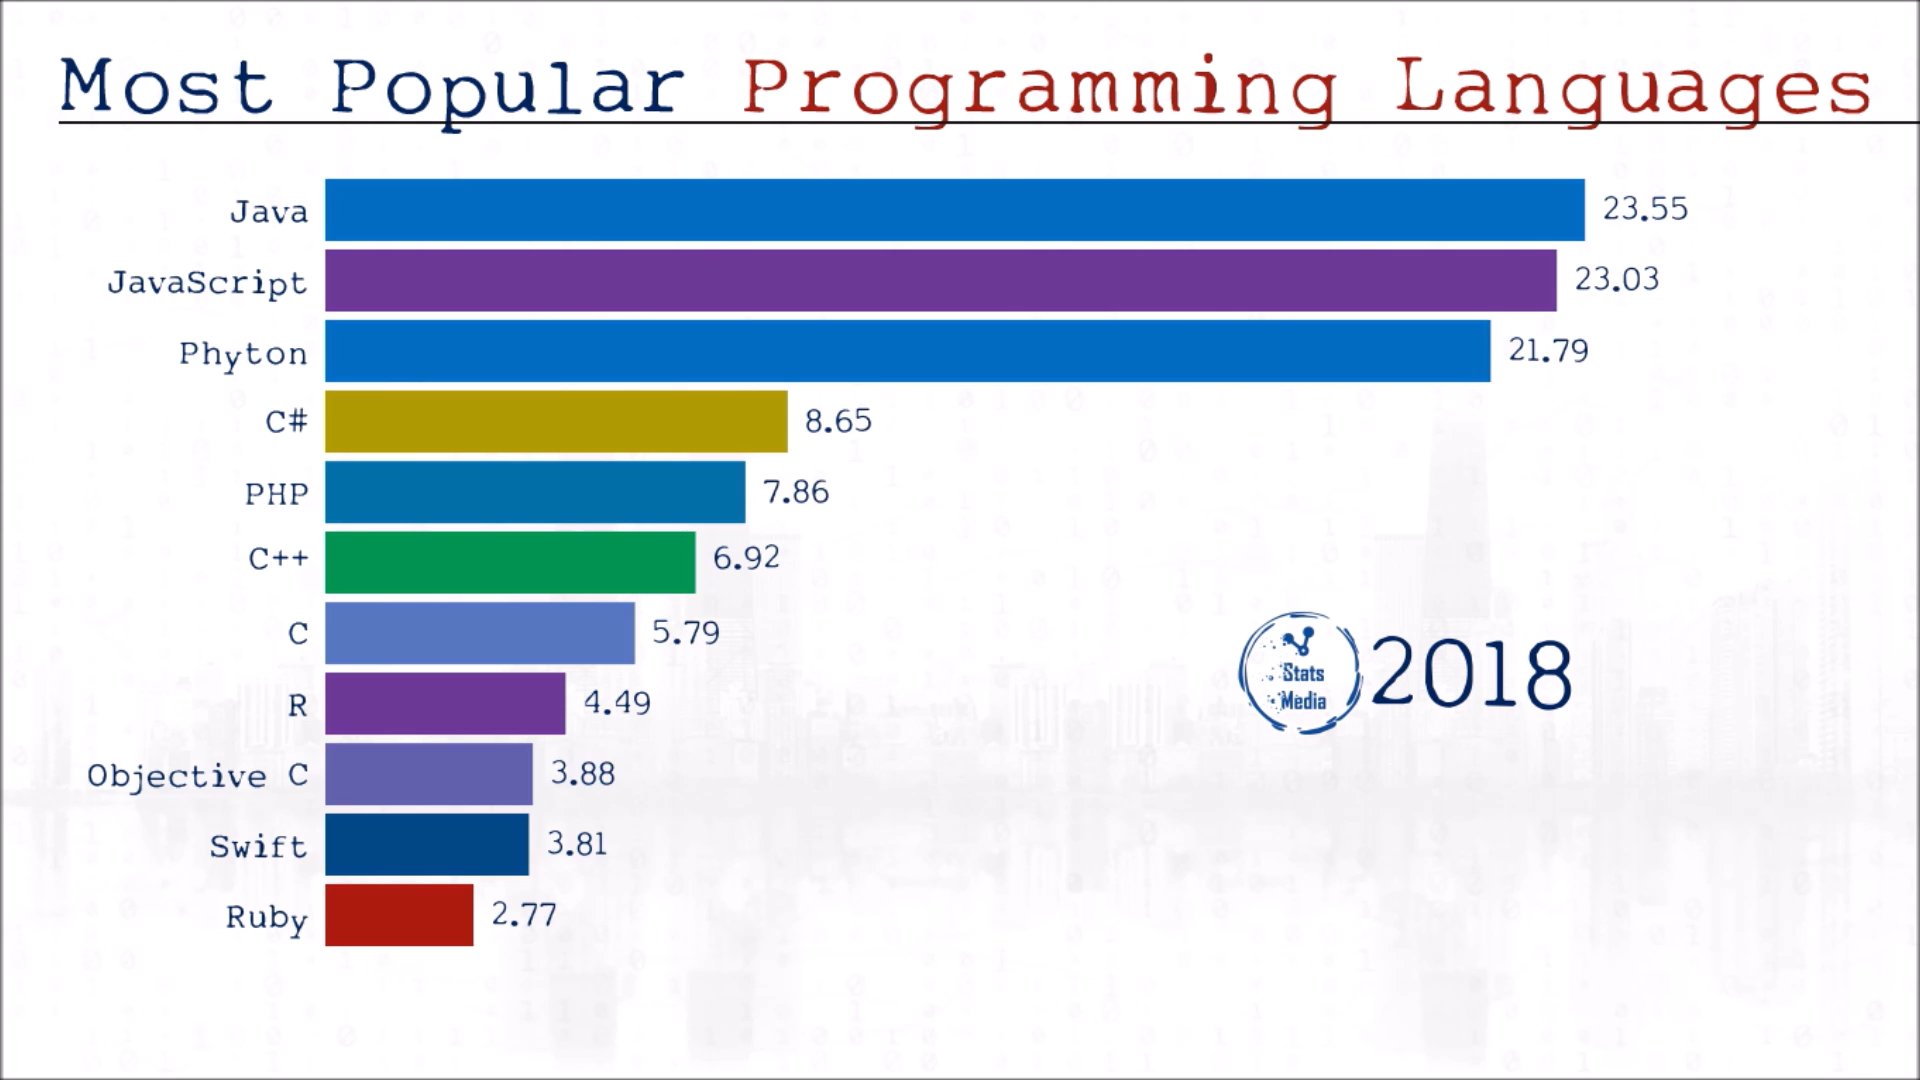 Most Popular Programming Languages
Java 23.55
JavaScript 23.03
Phyton 21.79
C# 8.65
PHP 7.86
C++ 6.92
C 5.79
R 4.49
Objective C 3.88
Swift 3.81
Ruby 2.77
Stats
Media
2018